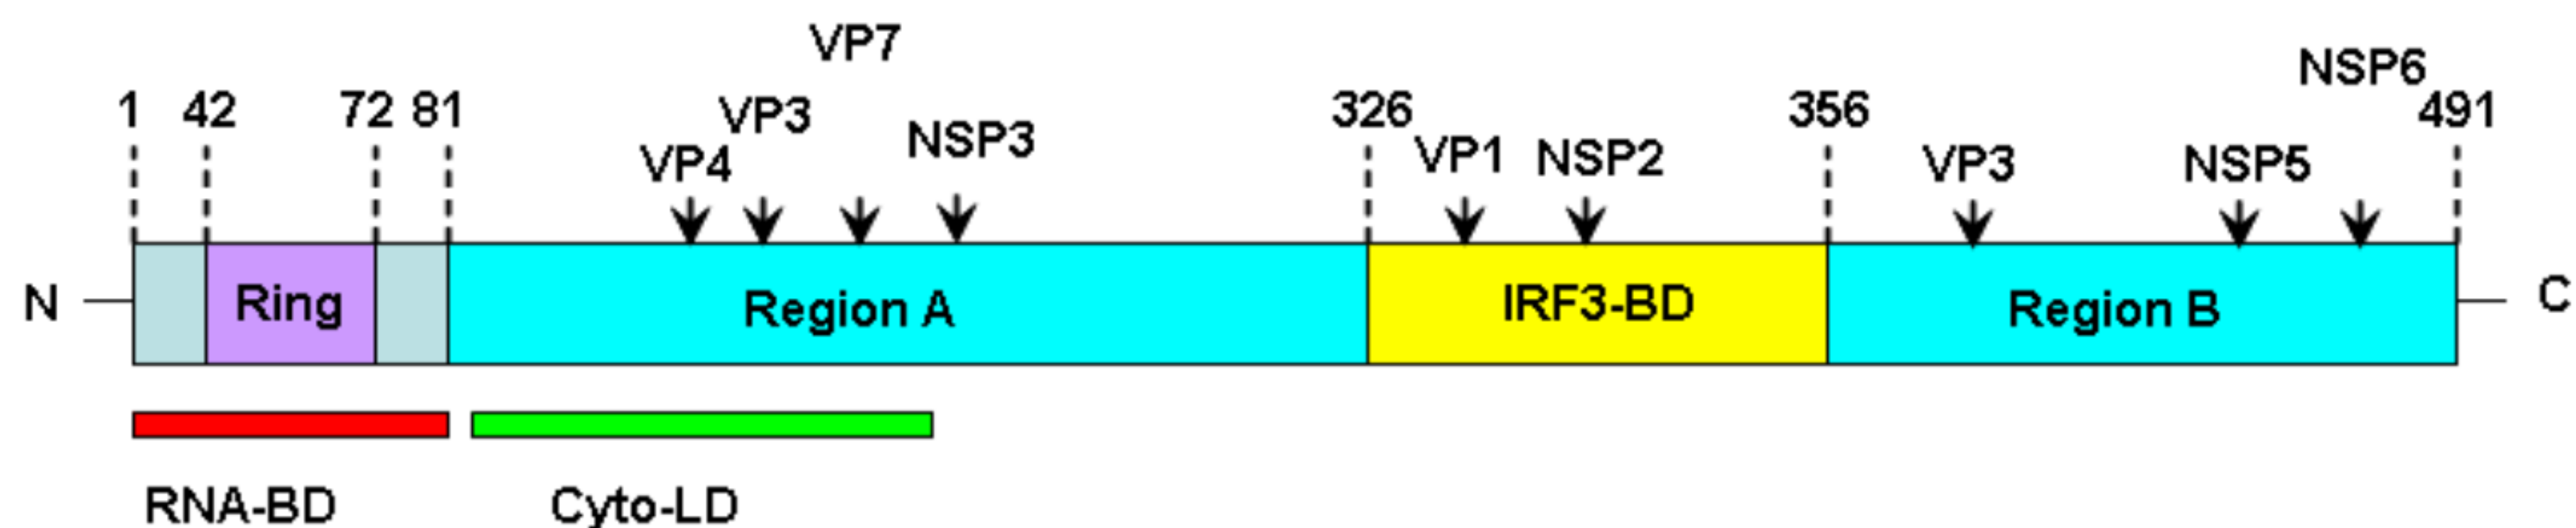 VP7
NSP6
1 42 72 81 VP3 326 356 491
VP4 NSP3 VP1 NSP2 VP3 NSP5
N Ring Region A IRF3-BD Region B C
RNA-BD Cyto-LD